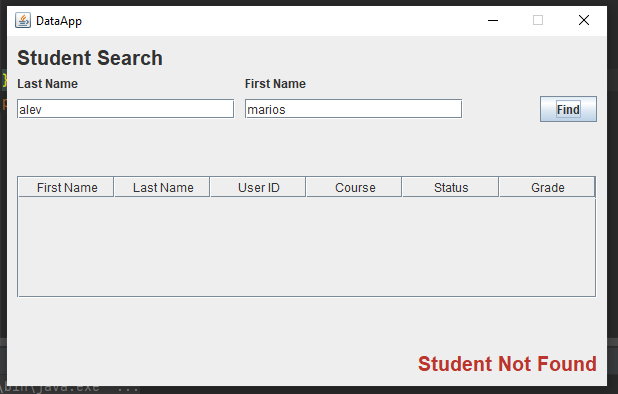 DataApp
Student Search
Last Name First Name
alev marios Find
First Name Last Name User ID Course Status Grade
Student Not Found
\bin\java.exe" ...